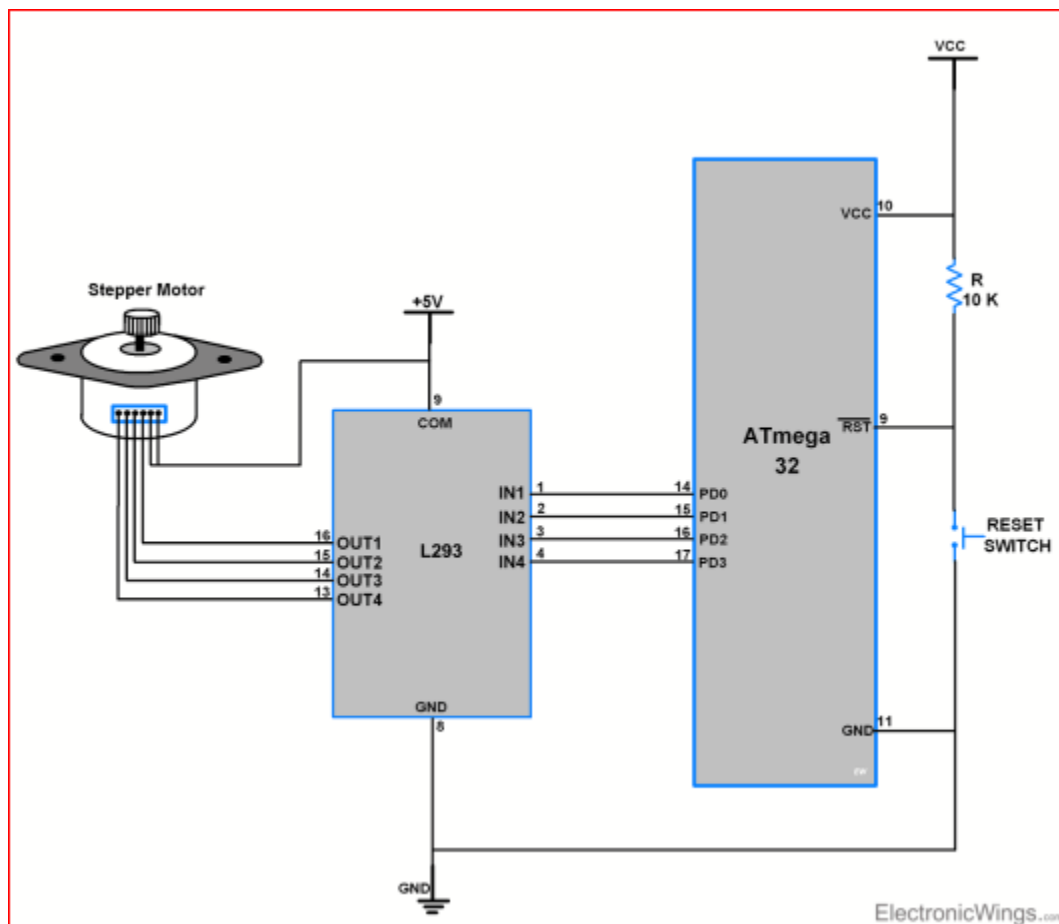 VCC
10
VCC
R
10 K
Stepper Motor
+5V
9
COM
9
RST
ATmega
32
IN1 1 14 PD0
IN2 2 15 PD1
IN3 3 16 PD2
IN4 4 17 PD3
L293
16 OUT1
15 OUT2
14 OUT3
13 OUT4
RESET
SWITCH
GND
8
GND 11
GND
ElectronicWings.com